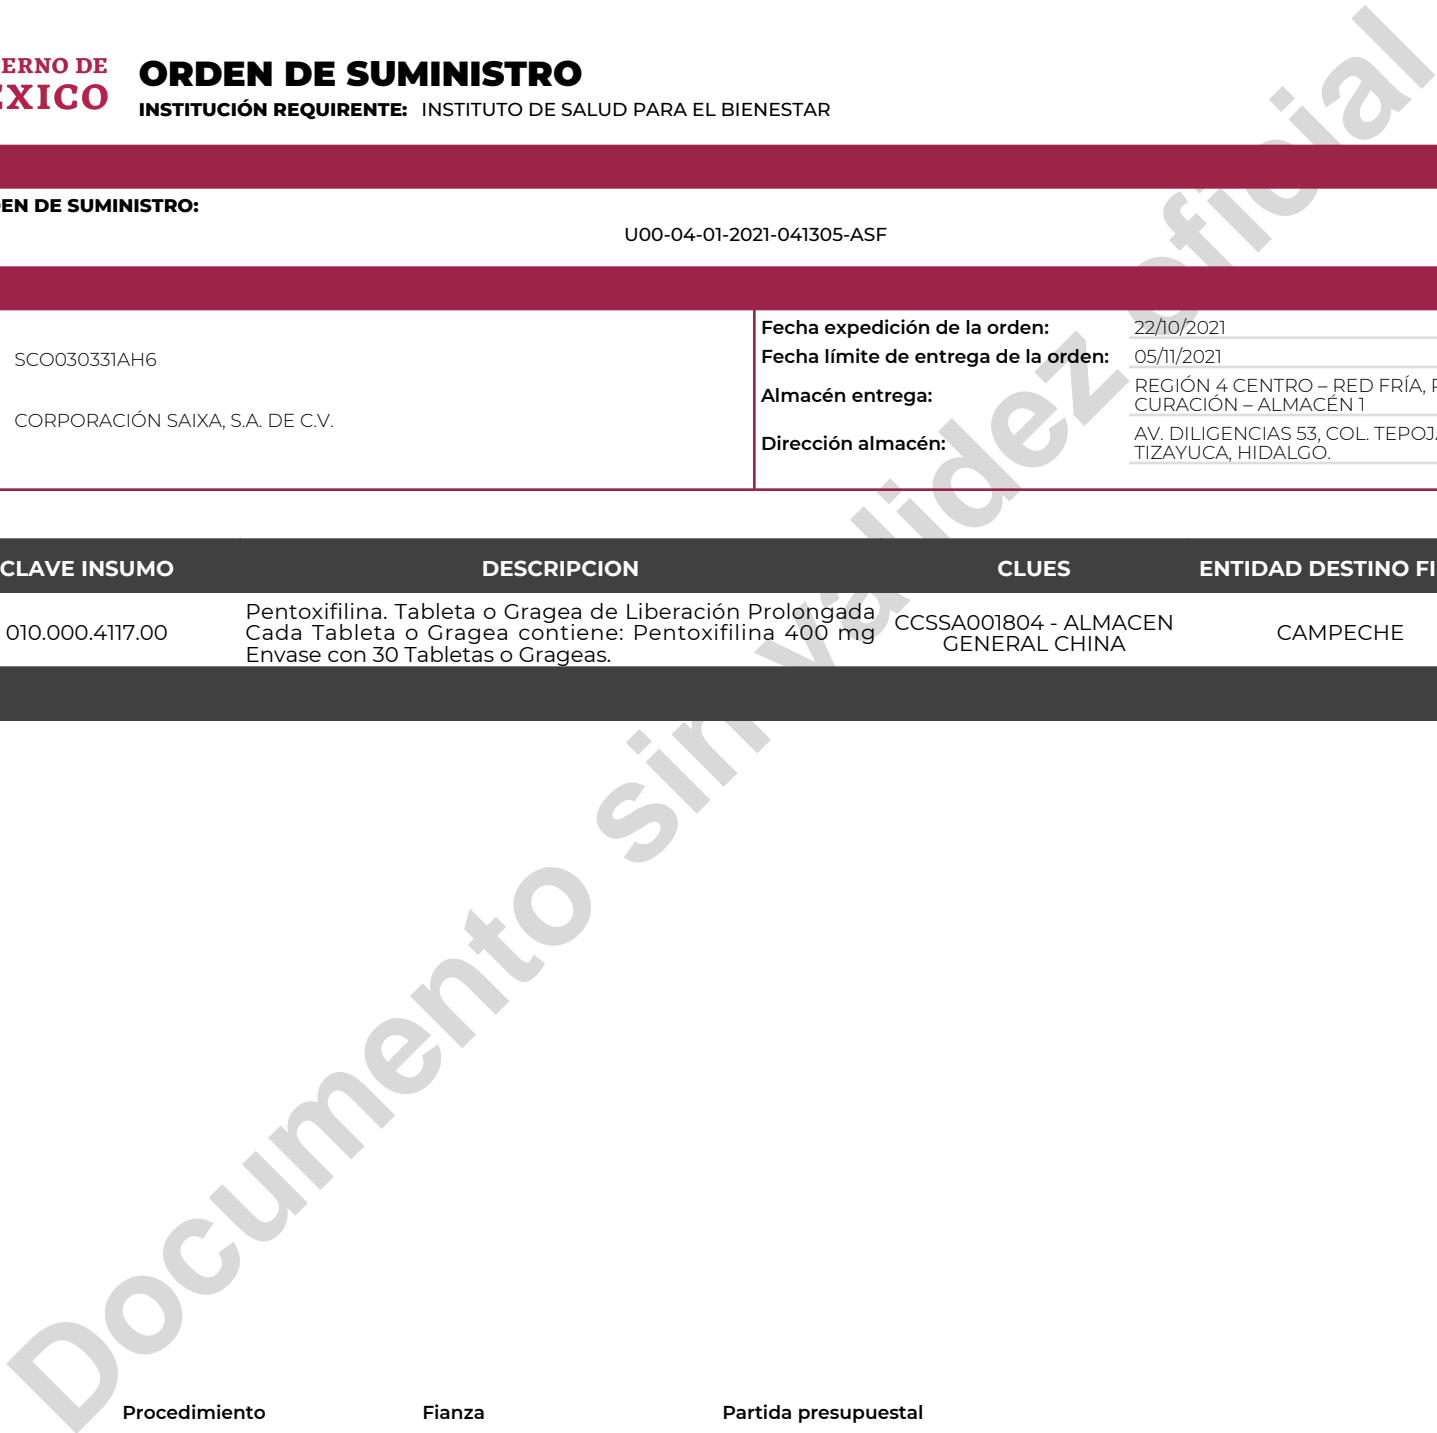 ERNO DE
ÉXICO
ORDEN DE SUMINISTRO
INSTITUCIÓN REQUIRENTE: INSTITUTO DE SALUD PARA EL BIENESTAR
EN DE SUMINISTRO:
U00-04-01-2021-041305-ASF
SCO030331AH6
CORPORACIÓN SAIXA, S.A. DE C.V.
Fecha expedición de la orden: 22/10/2021
Fecha límite de entrega de la orden: 05/11/2021
Almacén entrega: REGIÓN 4 CENTRO – RED FRÍA,
CURACIÓN – ALMACÉN 1
Dirección almacén: AV. DILIGENCIAS 53, COL. TEPOJ
TIZAYUCA, HIDALGO.
CLAVE INSUMO DESCRIPCION CLUES ENTIDAD DESTINO FI
010.000.4117.00
Pentoxifilina. Tableta o Gragea de Liberación Prolongada
Cada Tableta o Gragea contiene: Pentoxifilina 400 mg
Envase con 30 Tabletas o Grageas.
CCSSA001804 - ALMACEN
GENERAL CHINA
CAMPECHE
Documento sin validez oficial
Procedimiento Fianza Partida presupuestal